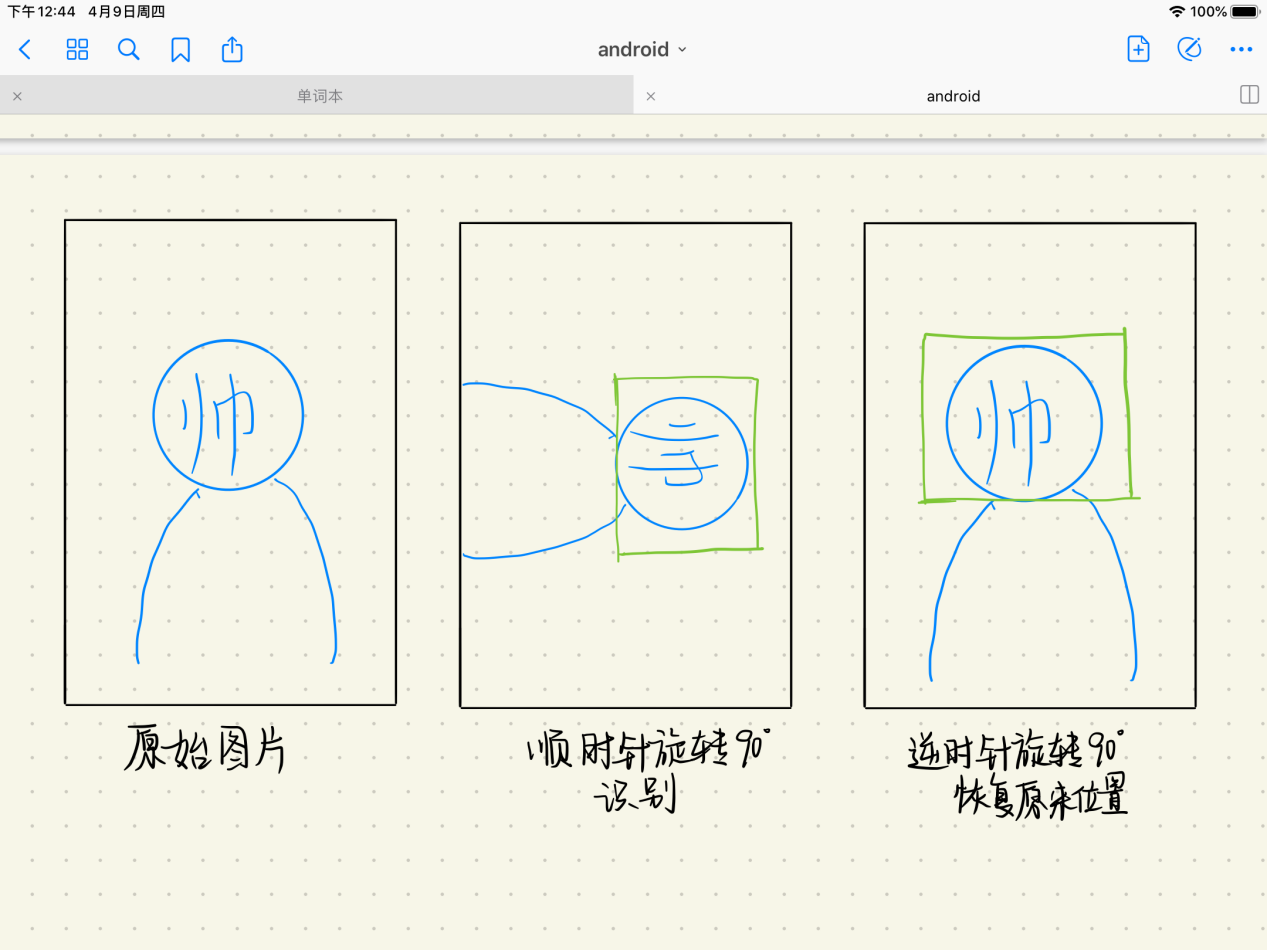 下午12:44 4月9日周四
100%
android
单词本
android
帅
帅
帅
原始图片
顺时针旋转90°
识别
逆时针旋转90°
恢复原来位置